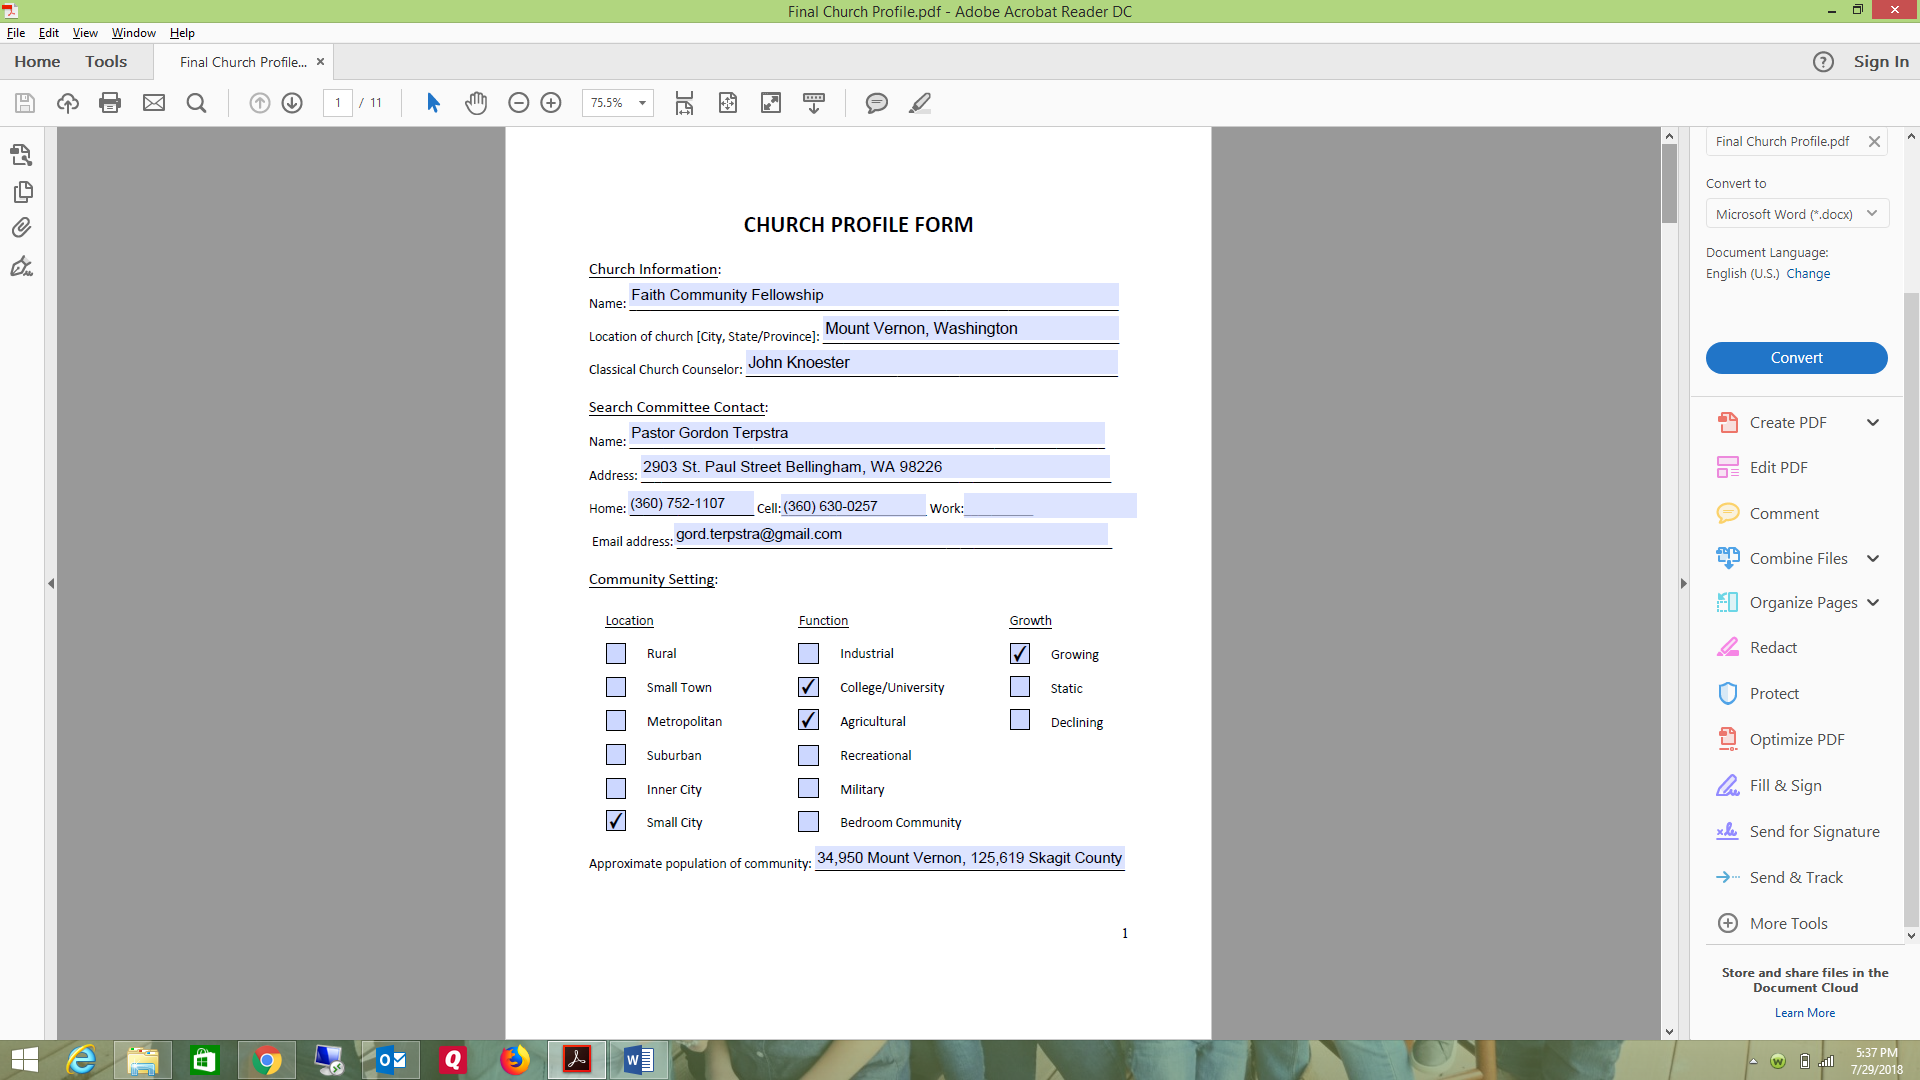 Final Church Profile.pdf - Adobe Acrobat Reader DC
File Edit View Window Help
Home Tools Final Church Profile... × Sign In
1 / 11 75.5%
Final Church Profile.pdf
Convert to
Microsoft Word (*.docx)
Document Language:
English (U.S.) Change
Convert
Create PDF
Edit PDF
Comment
Combine Files
Organize Pages
Redact
Protect
Optimize PDF
Fill & Sign
Send for Signature
Send & Track
More Tools
Store and share files in the
Document Cloud
Learn More
CHURCH PROFILE FORM
Church Information:
Name: Faith Community Fellowship
Location of church [City, State/Province]: Mount Vernon, Washington
Classical Church Counselor: John Knoester
Search Committee Contact:
Name: Pastor Gordon Terpstra
Address: 2903 St. Paul Street Bellingham, WA 98226
Home: (360) 752-1107 Cell: (360) 630-0257 Work:
Email address: gord.terpstra@gmail.com
Community Setting:
Location Function Growth
Rural Industrial ✓ Growing
Small Town ✓ College/University Static
Metropolitan ✓ Agricultural Declining
Suburban Recreational
Inner City Military
✓ Small City Bedroom Community
Approximate population of community: 34,950 Mount Vernon, 125,619 Skagit County
1
5:37 PM
7/29/2018